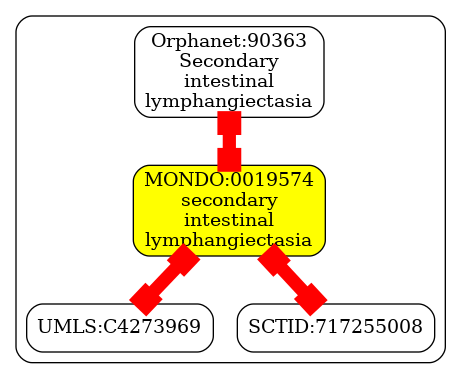 Orphanet:90363
Secondary
intestinal
lymphangiectasia
MONDO:0019574
secondary
intestinal
lymphangiectasia
UMLS:C4273969
SCTID:717255008